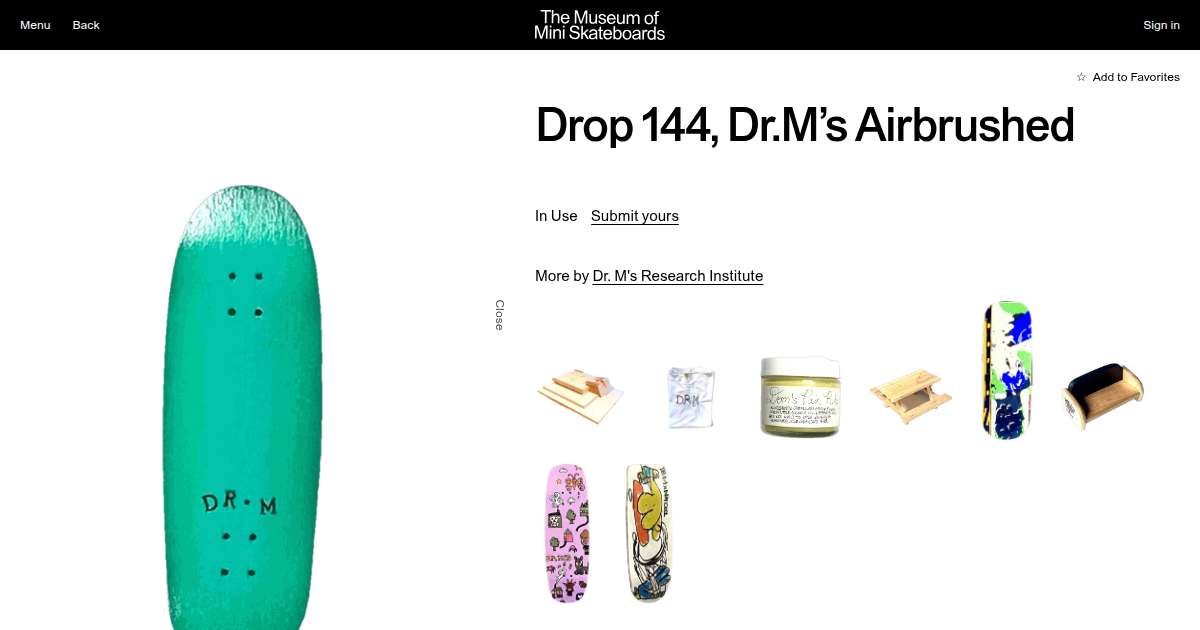 Menu
Back
The Museum of
Mini Skateboards
Sign in
☆ Add to Favorites
Drop 144, Dr.M’s Airbrushed
In Use
Submit yours
More by Dr. M's Research Institute
Close
DR•M
DR M